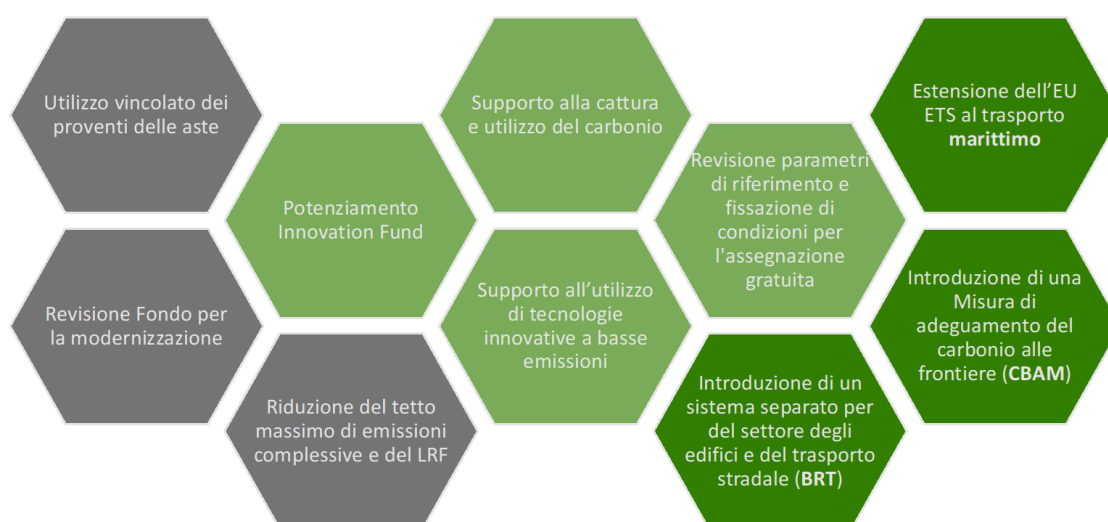 Utilizzo vincolato dei
proventi delle aste
Supporto alla cattura
e utilizzo del carbonio
Estensione dell’EU
ETS al trasporto
marittimo
Potenziamento
Innovation Fund
Revisione parametri
di riferimento e
fissazione di
condizioni per
l'assegnazione
gratuita
Revisione Fondo per
la modernizzazione
Supporto all’utilizzo
di tecnologie
innovative a basse
emissioni
Introduzione di una
Misura di
adeguamento del
carbonio alle
frontiere (CBAM)
Riduzione del tetto
massimo di emissioni
complessive e del LRF
Introduzione di un
sistema separato per
del settore degli
edifici e del trasporto
stradale (BRT)